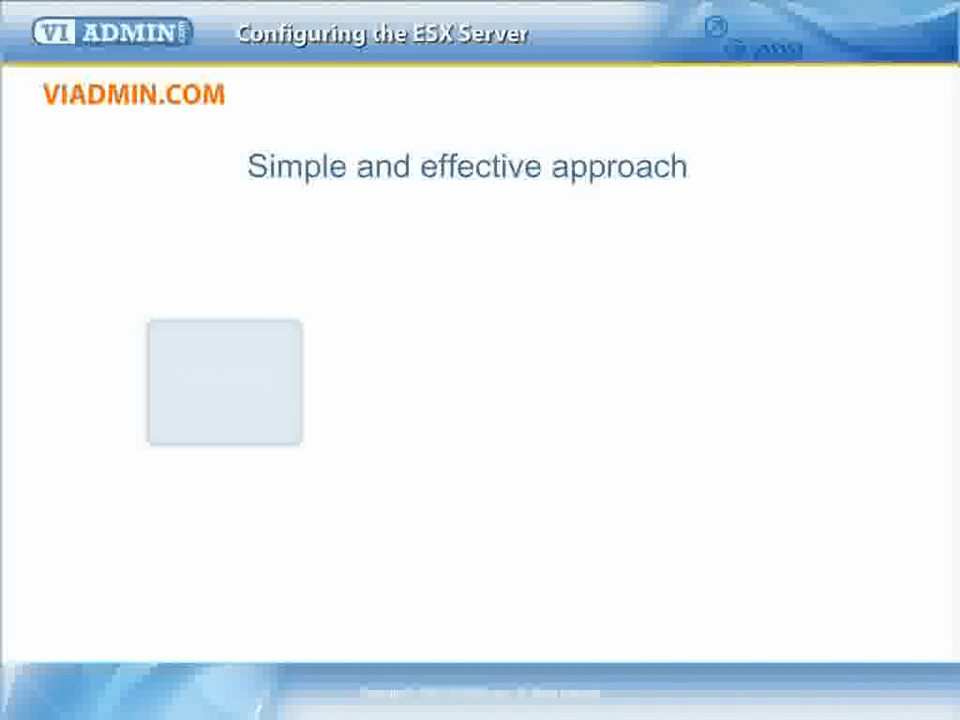 VI ADMIN
Configuring the ESX Server
VIADMIN.COM
Simple and effective approach